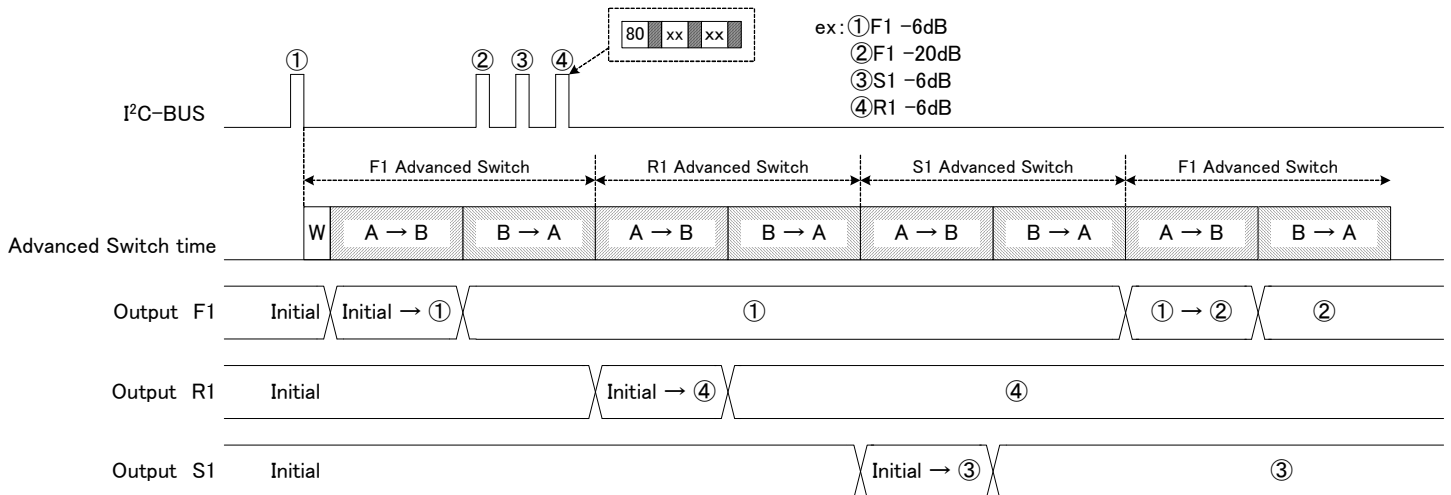 ① ② ③ ④
80 xx xx
ex:①F1 -6dB
②F1 -20dB
③S1 -6dB
④R1 -6dB
I²C-BUS
F1 Advanced Switch R1 Advanced Switch S1 Advanced Switch F1 Advanced Switch
Advanced Switch time W A → B B → A A → B B → A A → B B → A A → B B → A
Output F1 Initial Initial → ① ① ① → ② ②
Output R1 Initial Initial → ④ ④
Output S1 Initial Initial → ③ ③